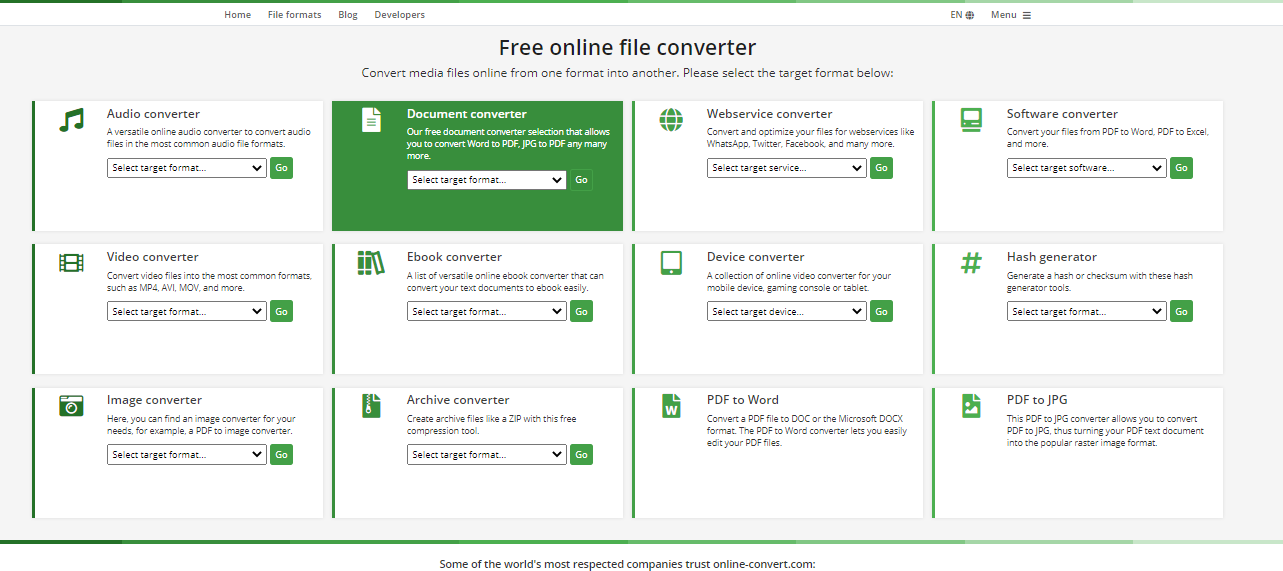 Home File formats Blog Developers EN Menu
Free online file converter
Convert media files online from one format into another. Please select the target format below:
Audio converter
A versatile online audio converter to convert audio
files in the most common audio file formats.
Select target format... Go
Document converter
Our free document converter selection that allows
you to convert Word to PDF, JPG to PDF any many
more.
Select target format... Go
Webservice converter
Convert and optimize your files for webservices like
WhatsApp, Twitter, Facebook, and many more.
Select target service... Go
Software converter
Convert your files from PDF to Word, PDF to Excel,
and more.
Select target software... Go
Video converter
Convert video files into the most common formats,
such as MP4, AVI, MOV, and more.
Select target format... Go
Ebook converter
A list of versatile online ebook converter that can
convert your text documents to ebook easily.
Select target format... Go
Device converter
A collection of online video converter for your
mobile device, gaming console or tablet.
Select target device... Go
#
Hash generator
Generate a hash or checksum with these hash
generator tools.
Select target format... Go
Image converter
Here, you can find an image converter for your
needs, for example, a PDF to image converter.
Select target format... Go
Archive converter
Create archive files like a ZIP with this free
compression tool.
Select target format... Go
W
PDF to Word
Convert a PDF file to DOC or the Microsoft DOCX
format. The PDF to Word converter lets you easily
edit your PDF files.
PDF to JPG
This PDF to JPG converter allows you to convert
PDF to JPG, thus turning your PDF text document
into the popular raster image format.
Some of the world's most respected companies trust online-convert.com: